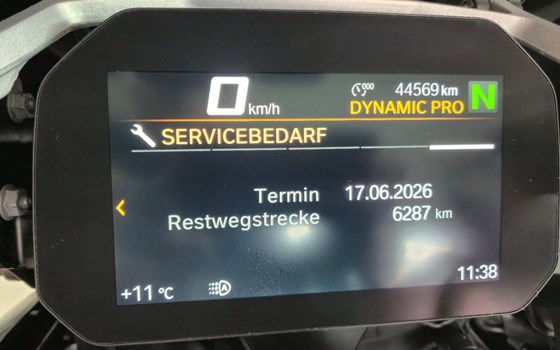 0 km/h
44569 km
DYNAMIC PRO N
SERVICEBEDARF
Termin 17.06.2026
Restwegstrecke 6287 km
+11 °C
11:38